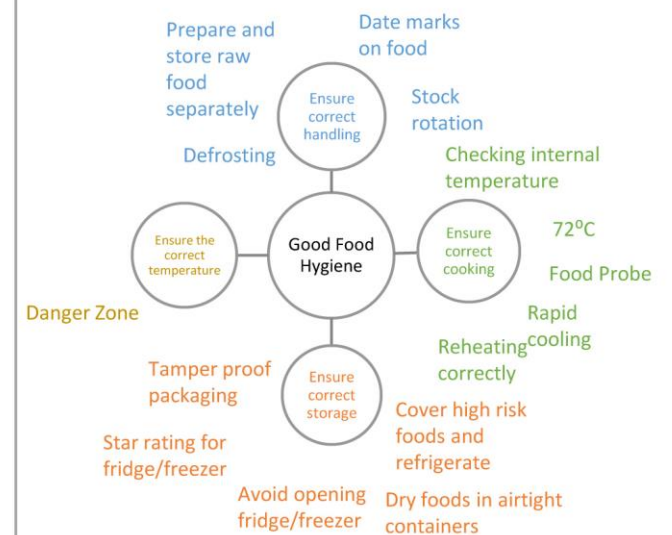 Prepare and
store raw
food
separately
Date marks
on food
Ensure
correct
handling
Stock
rotation
Defrosting
Checking internal
temperature
Ensure the
correct
temperature
Good Food
Hygiene
Ensure
correct
cooking
72⁰C
Food Probe
Danger Zone
Rapid
cooling
Reheating
correctly
Tamper proof
packaging
Ensure
correct
storage
Cover high risk
foods and
refrigerate
Star rating for
fridge/freezer
Avoid opening
fridge/freezer
Dry foods in airtight
containers